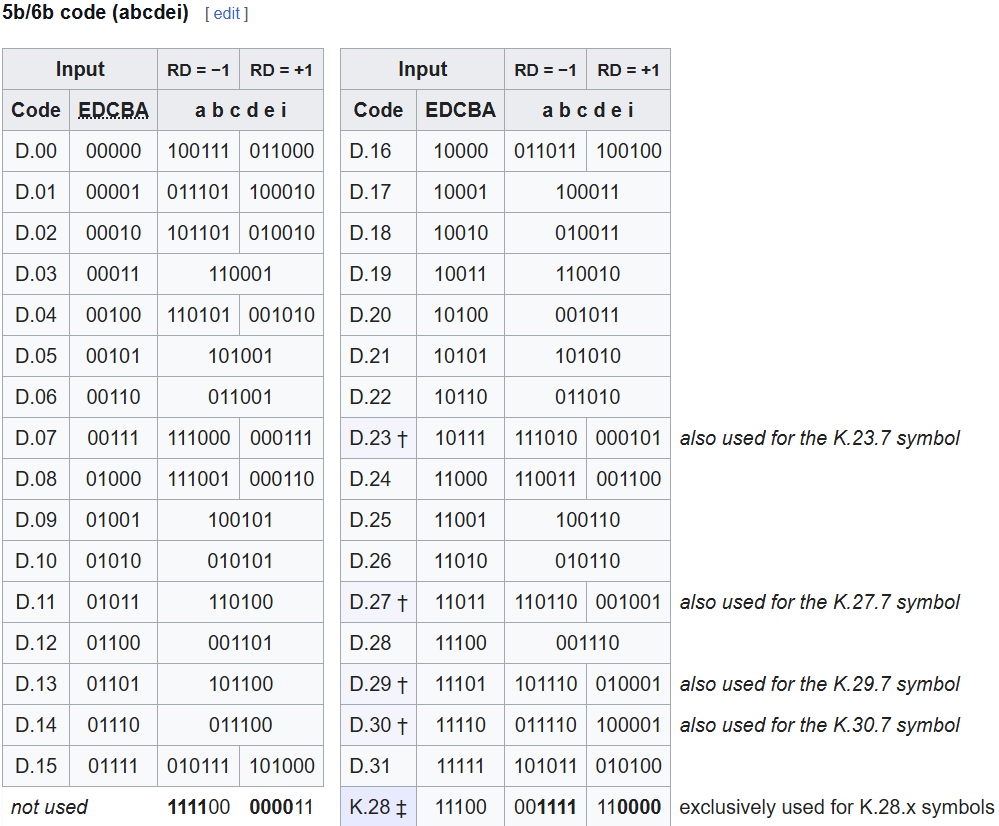 5b/6b code (abcdei) [ edit ]
Input RD = −1 RD = +1 Input RD = −1 RD = +1
Code EDCBA a b c d e i Code EDCBA a b c d e i
D.00 00000 100111 011000 D.16 10000 011011 100100
D.01 00001 011101 100010 D.17 10001 100011
D.02 00010 101101 010010 D.18 10010 010011
D.03 00011 110001 D.19 10011 110010
D.04 00100 110101 001010 D.20 10100 001011
D.05 00101 101001 D.21 10101 101010
D.06 00110 011001 D.22 10110 011010
D.07 00111 111000 000111 D.23 † 10111 111010 000101 also used for the K.23.7 symbol
D.08 01000 111001 000110 D.24 11000 110011 001100
D.09 01001 100101 D.25 11001 100110
D.10 01010 010101 D.26 11010 010110
D.11 01011 110100 D.27 † 11011 110110 001001 also used for the K.27.7 symbol
D.12 01100 001101 D.28 11100 001110
D.13 01101 101100 D.29 † 11101 101110 010001 also used for the K.29.7 symbol
D.14 01110 011100 D.30 † 11110 011110 100001 also used for the K.30.7 symbol
D.15 01111 010111 101000 D.31 11111 101011 010100
not used 111100 000011 K.28 ‡ 11100 001111 110000 exclusively used for K.28.x symbols